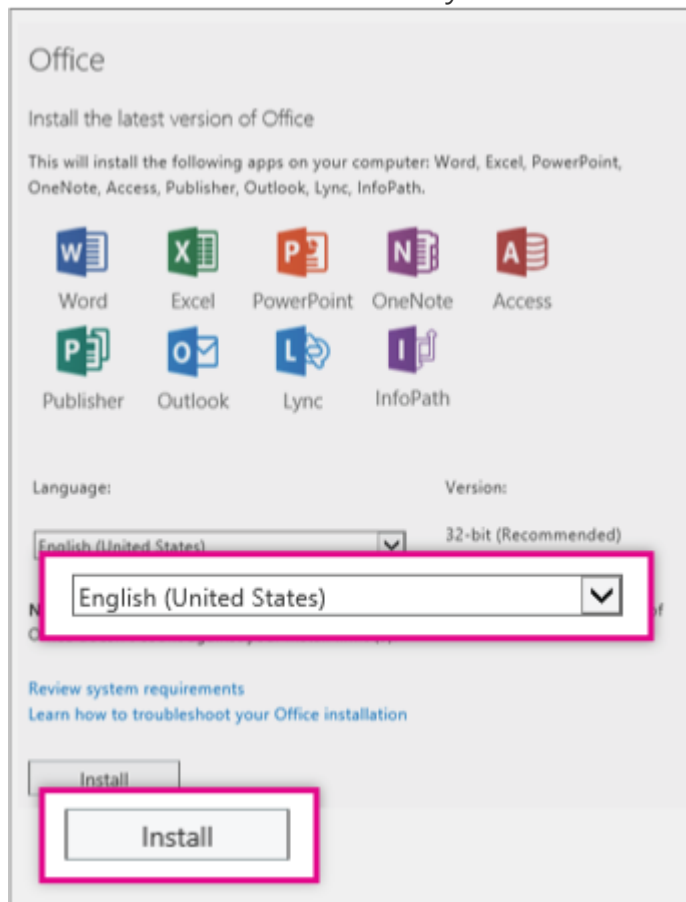 Office
Install the latest version of Office
This will install the following apps on your computer: Word, Excel, PowerPoint,
OneNote, Access, Publisher, Outlook, Lync, InfoPath.
Word Excel PowerPoint OneNote Access
Publisher Outlook Lync InfoPath
Language: Version:
English (United States) 32-bit (Recommended)
English (United States)
Review system requirements
Learn how to troubleshoot your Office installation
Install
Install